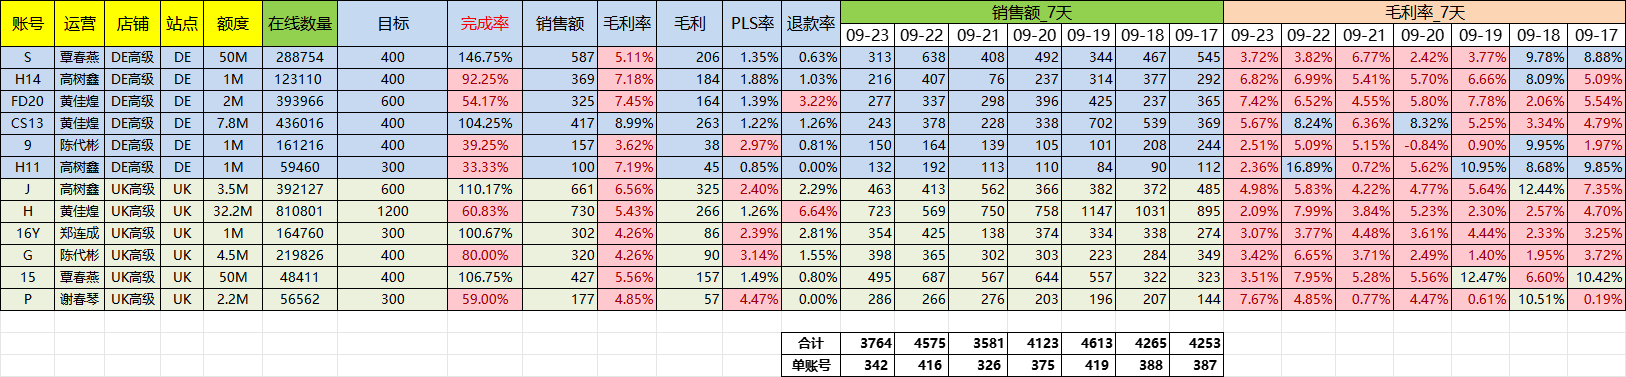 账号 运营 店铺 站点 额度 在线数量 目标 完成率 销售额 毛利率 毛利 PLS率 退款率 销售额_7天 毛利率_7天
09-23 09-22 09-21 09-20 09-19 09-18 09-17 09-23 09-22 09-21 09-20 09-19 09-18 09-17
S 覃春燕 DE高级 DE 50M 288754 400 146.75% 587 5.11% 206 1.35% 0.63% 313 638 408 492 344 467 545 3.72% 3.82% 6.77% 2.42% 3.77% 9.78% 8.88%
H14 高树鑫 DE高级 DE 1M 123110 400 92.25% 369 7.18% 184 1.88% 1.03% 216 407 76 237 314 377 292 6.82% 6.99% 5.41% 5.70% 6.66% 8.09% 5.09%
FD20 黄佳煌 DE高级 DE 2M 393966 600 54.17% 325 7.45% 164 1.39% 3.22% 277 337 298 396 425 237 365 7.42% 6.52% 4.55% 5.80% 7.78% 2.06% 5.54%
CS13 黄佳煌 DE高级 DE 7.8M 436016 400 104.25% 417 8.99% 263 1.22% 1.26% 243 378 228 338 702 539 369 5.67% 8.24% 6.36% 8.32% 5.25% 3.34% 4.79%
9 陈代彬 DE高级 DE 1M 161216 400 39.25% 157 3.62% 38 2.97% 0.81% 150 164 139 105 101 208 244 2.51% 5.09% 5.15% -0.84% 0.90% 9.95% 1.97%
H11 高树鑫 DE高级 DE 1M 59460 300 33.33% 100 7.19% 45 0.85% 0.00% 132 192 113 110 84 90 112 2.36% 16.89% 0.72% 5.62% 10.95% 8.68% 9.85%
J 高树鑫 UK高级 UK 3.5M 392127 600 110.17% 661 6.56% 325 2.40% 2.29% 463 413 562 366 382 372 485 4.98% 5.83% 4.22% 4.77% 5.64% 12.44% 7.35%
H 黄佳煌 UK高级 UK 32.2M 810801 1200 60.83% 730 5.43% 266 1.26% 6.64% 723 569 750 758 1147 1031 895 2.09% 7.99% 3.84% 5.23% 2.30% 2.57% 4.70%
16Y 郑连成 UK高级 UK 1M 164760 300 100.67% 302 4.26% 86 2.39% 2.81% 354 425 138 374 334 338 274 3.07% 3.77% 4.48% 3.61% 4.44% 2.33% 3.25%
G 陈代彬 UK高级 UK 4.5M 219826 400 80.00% 320 4.26% 90 3.14% 1.55% 398 365 302 303 223 284 349 3.42% 6.65% 3.71% 2.49% 1.40% 1.95% 3.72%
15 覃春燕 UK高级 UK 50M 48411 400 106.75% 427 5.56% 157 1.49% 0.80% 495 687 567 644 557 322 323 3.51% 7.95% 5.28% 5.56% 12.47% 6.60% 10.42%
P 谢春琴 UK高级 UK 2.2M 56562 300 59.00% 177 4.85% 57 4.47% 0.00% 286 266 276 203 196 207 144 7.67% 4.85% 0.77% 4.47% 0.61% 10.51% 0.19%
合计 3764 4575 3581 4123 4613 4265 4253
单账号 342 416 326 375 419 388 387